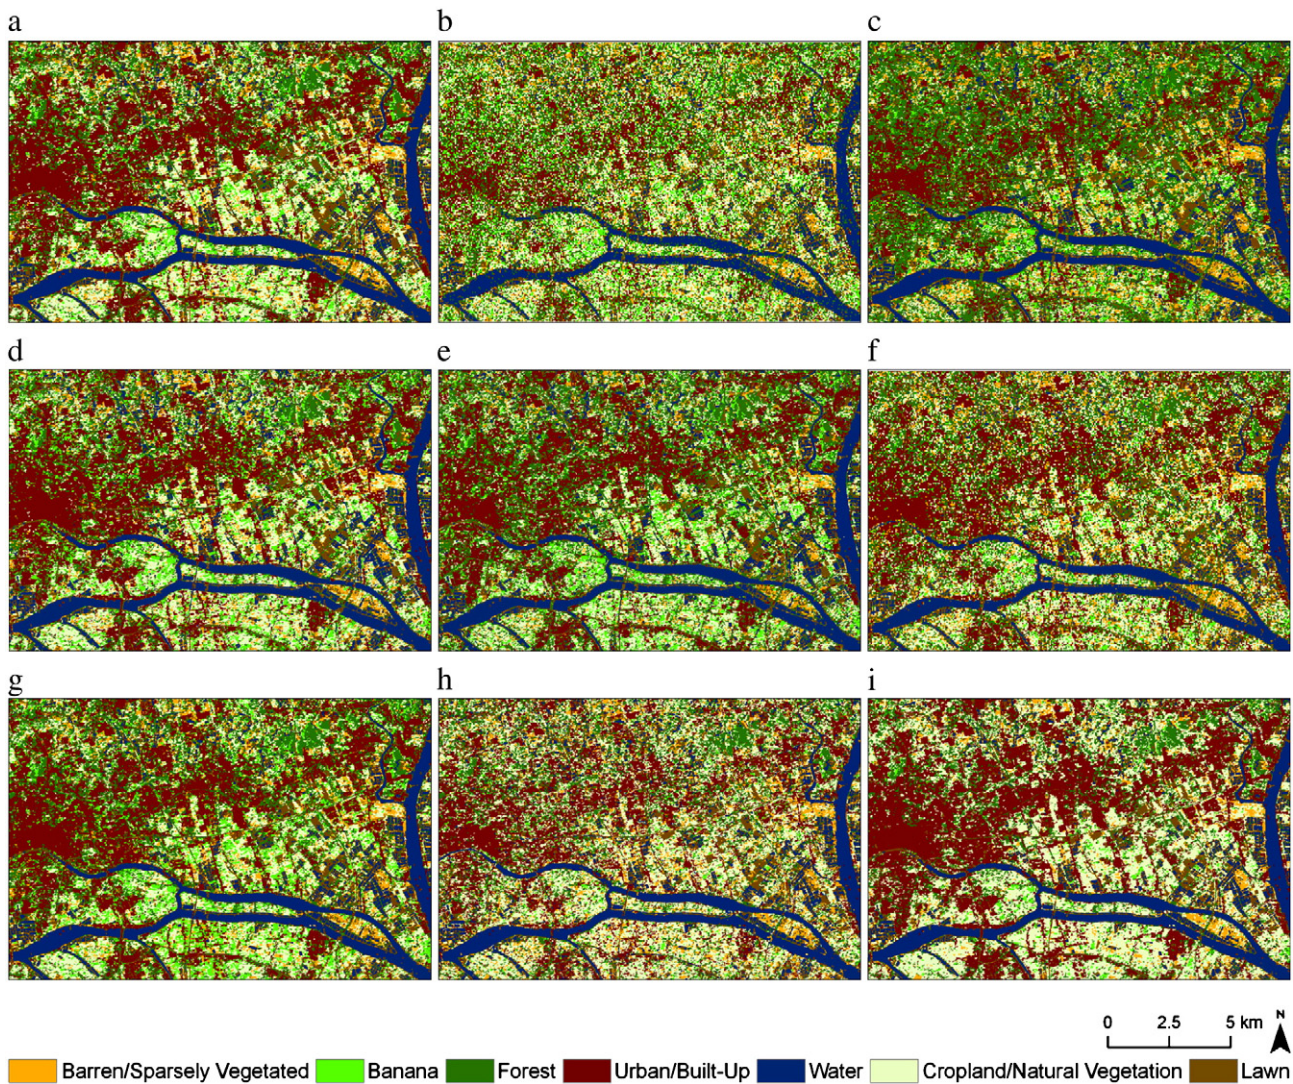 a b c
d e f
g h i
N
0 2.5 5 km
Barren/Sparsely Vegetated Banana Forest Urban/Built-Up Water Cropland/Natural Vegetation Lawn